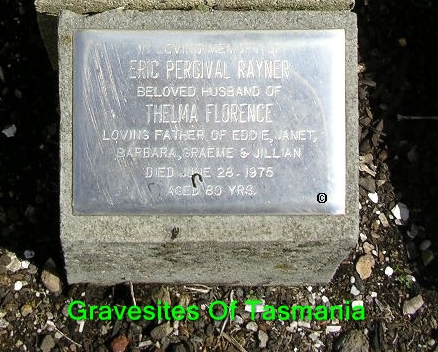 IN LOVING MEMORY OF
ERIC PERCIVAL RAYNER
BELOVED HUSBAND OF
THELMA FLORENCE
LOVING FATHER OF EDDIE, JANET,
BARBARA, GRAEME & JILLIAN
DIED JUNE 28. 1975
AGED 80 YRS.
©
Gravesites Of Tasmania